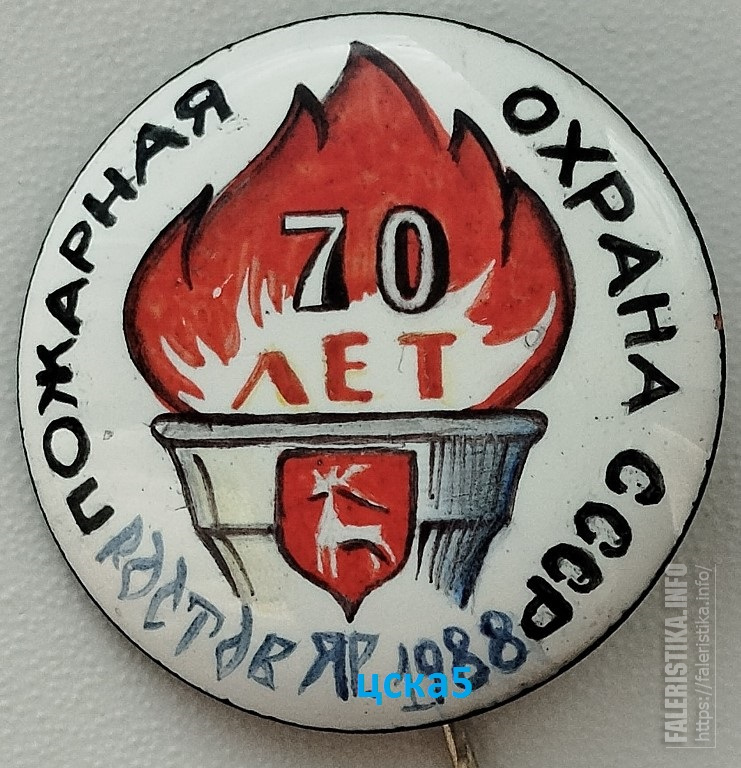 ПОЖАРНАЯ ОХРАНА СССР
70
ЛЕТ
РОСТОВ ЯР 1988
цска5
FALERISTIKA.INFO
https://faleristika.info/